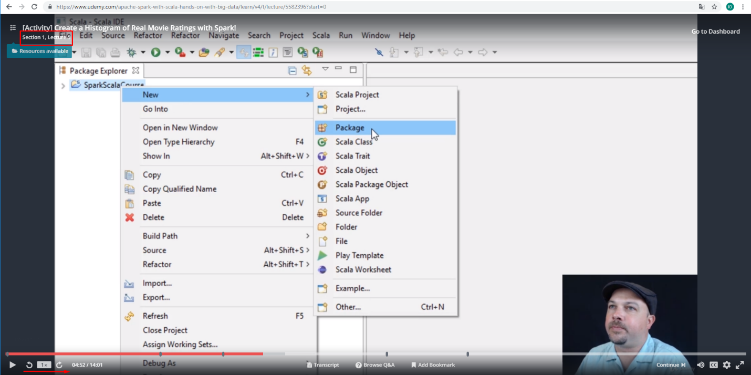 https://www.udemy.com/apache-spark-with-scala-hands-on-with-big-data/learn/v4/t/lecture/5982396?start=0
[Activity] Create a Histogram of Real Movie Ratings with Spark!
Section 1, Lecture
Go to Dashboard
Scala - Scala IDE
Edit Source Refactor Refactor Navigate Search Project Scala Run Window Help
Resources available
Package Explorer
SparkScalaCourse
New
Go Into
Open in New Window
Open Type Hierarchy F4
Show In Alt+Shift+W >
Copy Ctrl+C
Copy Qualified Name
Paste Ctrl+V
Delete Delete
Build Path >
Source Alt+Shift+S >
Refactor Alt+Shift+T >
Import...
Export...
Refresh F5
Close Project
Assign Working Sets...
Debug As
Scala Project
Project...
Package
Scala Class
Scala Trait
Scala Object
Scala Package Object
Scala App
Source Folder
Folder
File
Play Template
Scala Worksheet
Example...
Other... Ctrl+N
1x
04:52 / 14:01
Transcript
Browse Q&A
Add Bookmark
Continue